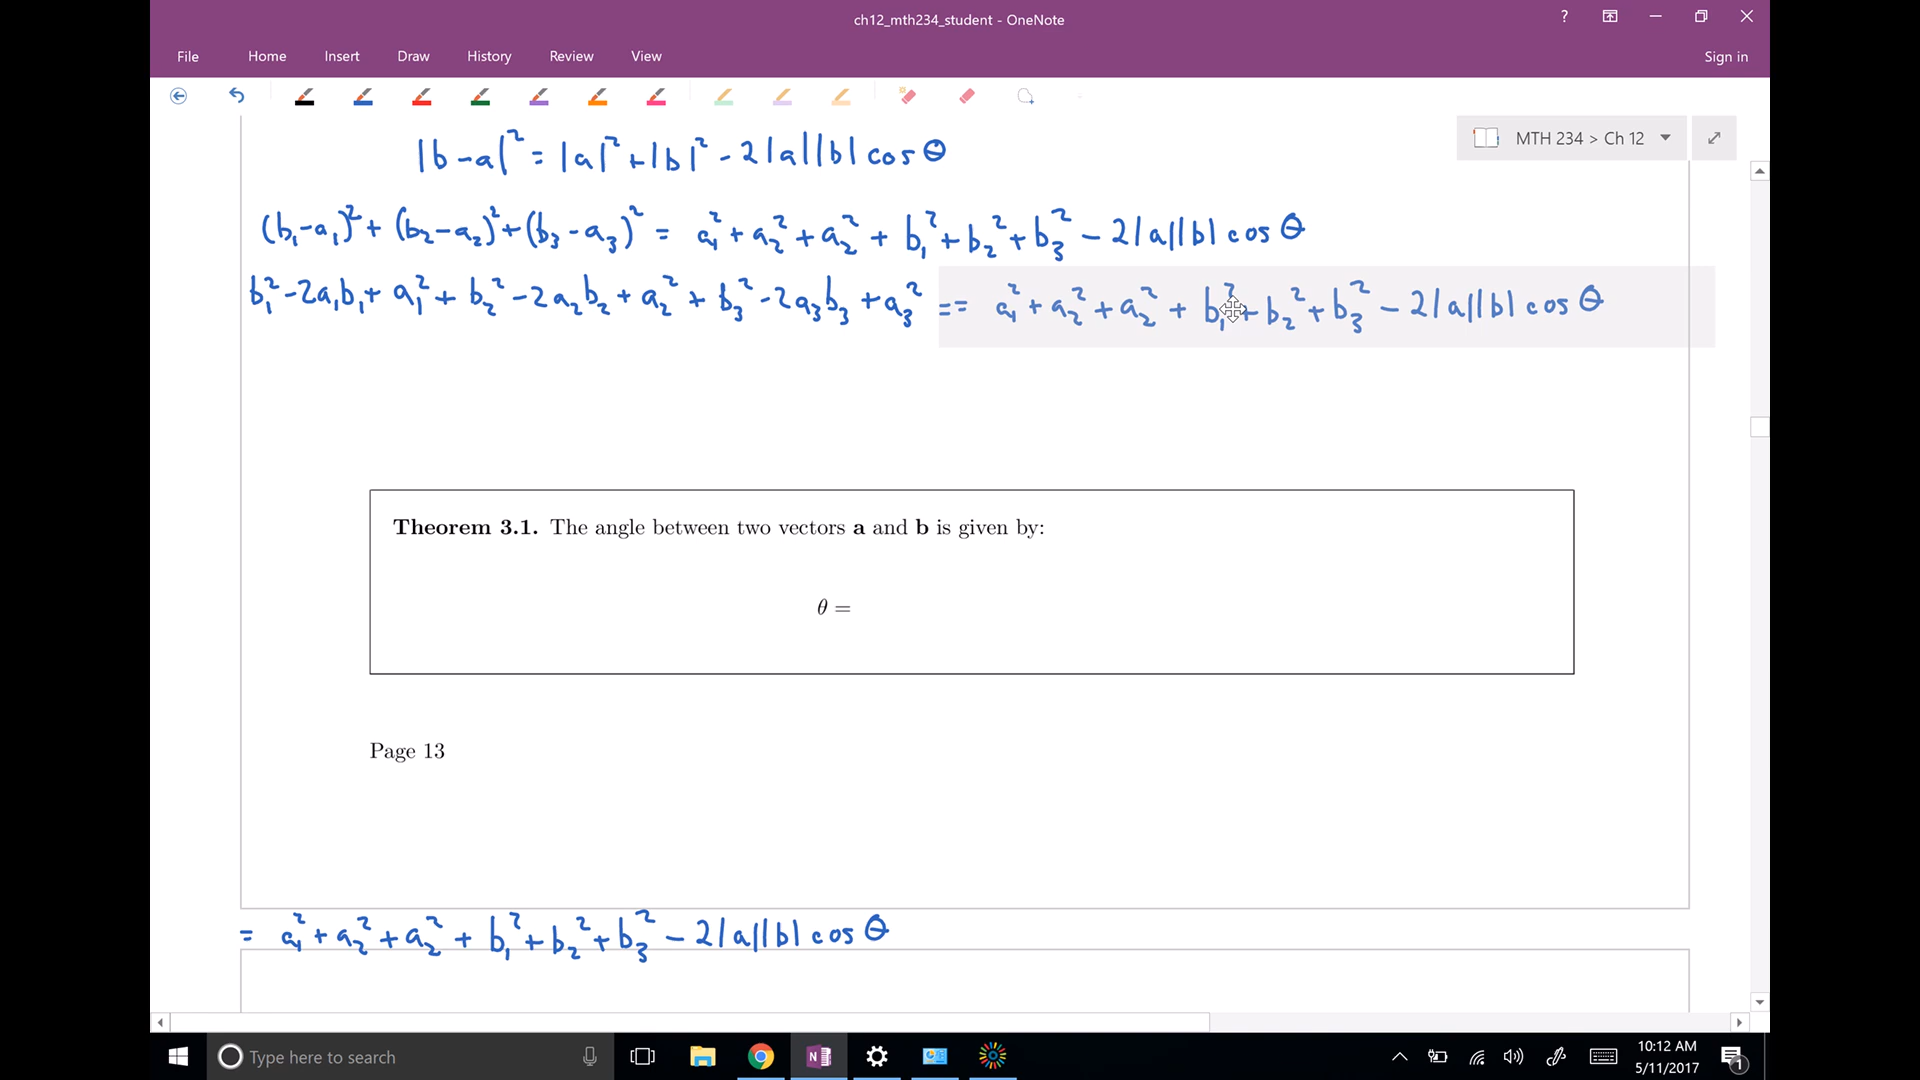 ch12_mth234_student - OneNote
?
File Home Insert Draw History Review View Sign in
MTH 234 > Ch 12
|b-a|² = |a|² + |b|² - 2|a||b| cos θ
(b₁-a₁)² + (b₂-a₂)² + (b₃-a₃)² = a₁² + a₂² + a₂² + b₁² + b₂² + b₃² - 2|a||b| cos θ
b₁² - 2a₁b₁ + a₁² + b₂² - 2a₂b₂ + a₂² + b₃² - 2a₃b₃ + a₃² == a₁² + a₂² + a₂² + b₁² + b₂² + b₃² - 2|a||b| cos θ
Theorem 3.1. The angle between two vectors a and b is given by:
θ =
Page 13
= a₁² + a₂² + a₂² + b₁² + b₂² + b₃² - 2|a||b| cos θ
Type here to search
N
10:12 AM
5/11/2017
1